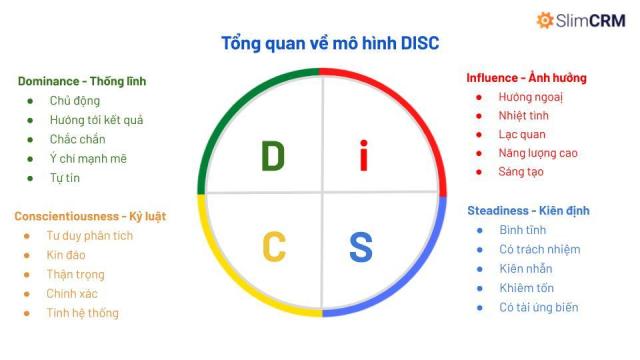 SlimCRM
Tổng quan về mô hình DISC
Dominance - Thống lĩnh
● Chủ động
● Hướng tới kết quả
● Chắc chắn
● Ý chí mạnh mẽ
● Tự tin
Influence - Ảnh hưởng
● Hướng ngoại
● Nhiệt tình
● Lạc quan
● Năng lượng cao
● Sáng tạo
D
i
C
S
Conscientiousness - Kỷ luật
● Tư duy phân tích
● Kín đáo
● Thận trọng
● Chính xác
● Tính hệ thống
Steadiness - Kiên định
● Bình tĩnh
● Có trách nhiệm
● Kiên nhẫn
● Khiêm tốn
● Có tài ứng biến